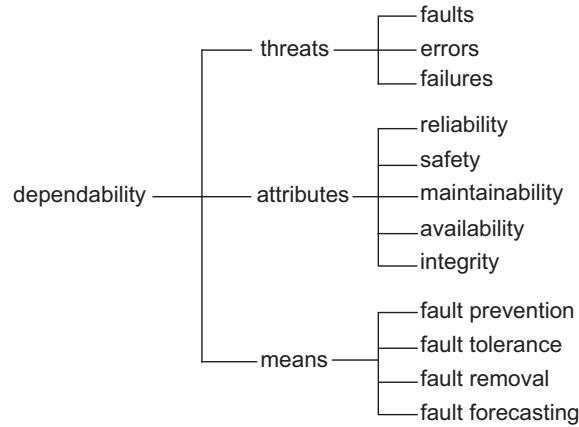 faults
threats
errors
failures
reliability
safety
dependability
attributes
maintainability
availability
integrity
fault prevention
fault tolerance
means
fault removal
fault forecasting